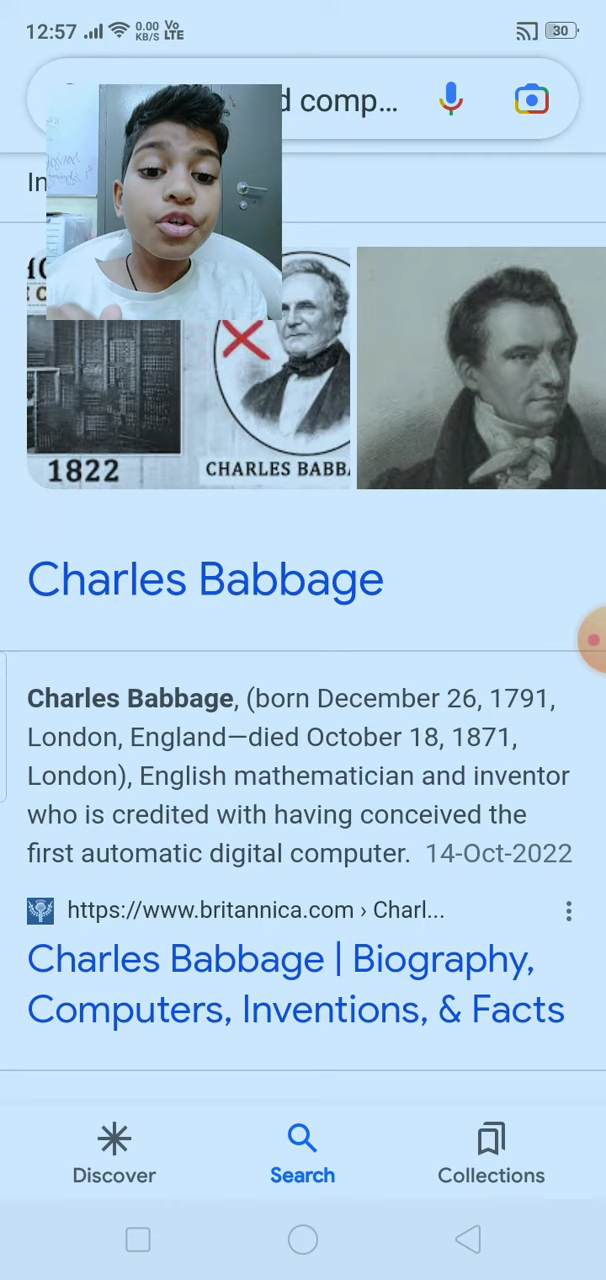 12:57 0.00 KB/S Vo LTE 30
d comp...
In
1822
CHARLES BABB
Charles Babbage
Charles Babbage, (born December 26, 1791,
London, England—died October 18, 1871,
London), English mathematician and inventor
who is credited with having conceived the
first automatic digital computer. 14-Oct-2022
https://www.britannica.com › Charl...
Charles Babbage | Biography,
Computers, Inventions, & Facts
Discover Search Collections